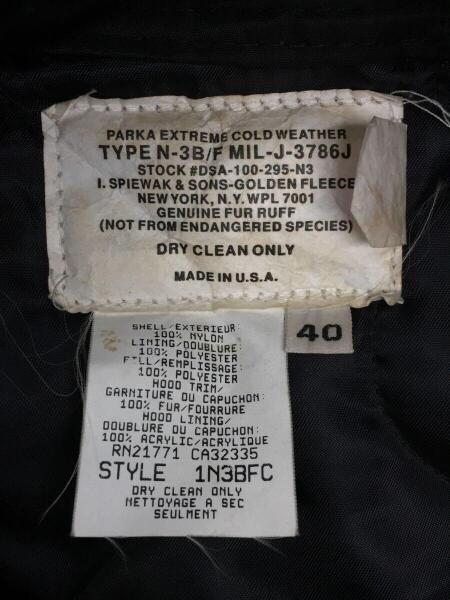 PARKA EXTREME COLD WEATHER
TYPE N-3B/F MIL-J-3786J
STOCK #DSA-100-295-N3
I. SPIEWAK & SONS-GOLDEN FLEECE
NEW YORK, N.Y. WPL 7001
GENUINE FUR RUFF
(NOT FROM ENDANGERED SPECIES)
DRY CLEAN ONLY
MADE IN U.S.A.
40
SHELL/EXTERIEUR:
100% NYLON
LINING/DOUBLURE:
100% POLYESTER
FILL/REMPLISSAGE:
100% POLYESTER
HOOD TRIM/
GARNITURE DU CAPUCHON:
100% FUR/FOURRURE
HOOD LINING/
DOUBLURE DU CAPUCHON:
100% ACRYLIC/ACRYLIQUE
RN21771 CA32335
STYLE 1N3BFC
DRY CLEAN ONLY
NETTOYAGE A SEC
SEULMENT